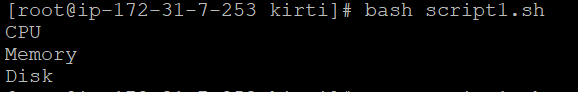 [root@ip-172-31-7-253 kirti]# bash script1.sh
CPU
Memory
Disk